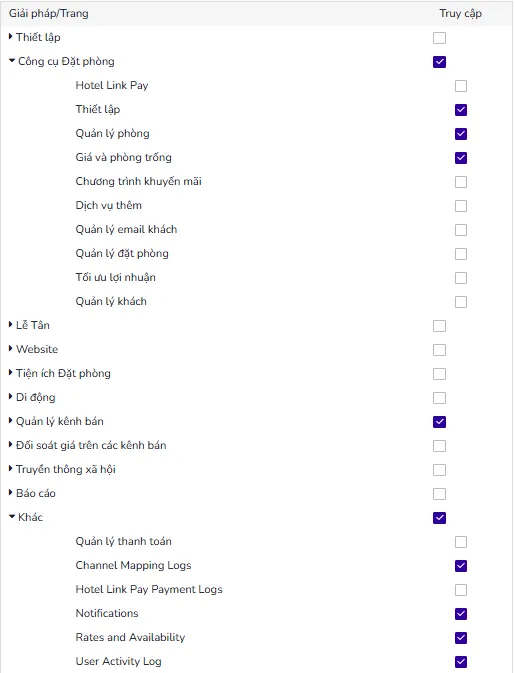 Giải pháp/Trang Truy cập
Thiết lập
Công cụ Đặt phòng
Hotel Link Pay
Thiết lập
Quản lý phòng
Giá và phòng trống
Chương trình khuyến mãi
Dịch vụ thêm
Quản lý email khách
Quản lý đặt phòng
Tối ưu lợi nhuận
Quản lý khách
Lễ Tân
Website
Tiện ích Đặt phòng
Di động
Quản lý kênh bán
Đối soát giá trên các kênh bán
Truyền thông xã hội
Báo cáo
Khác
Quản lý thanh toán
Channel Mapping Logs
Hotel Link Pay Payment Logs
Notifications
Rates and Availability
User Activity Log